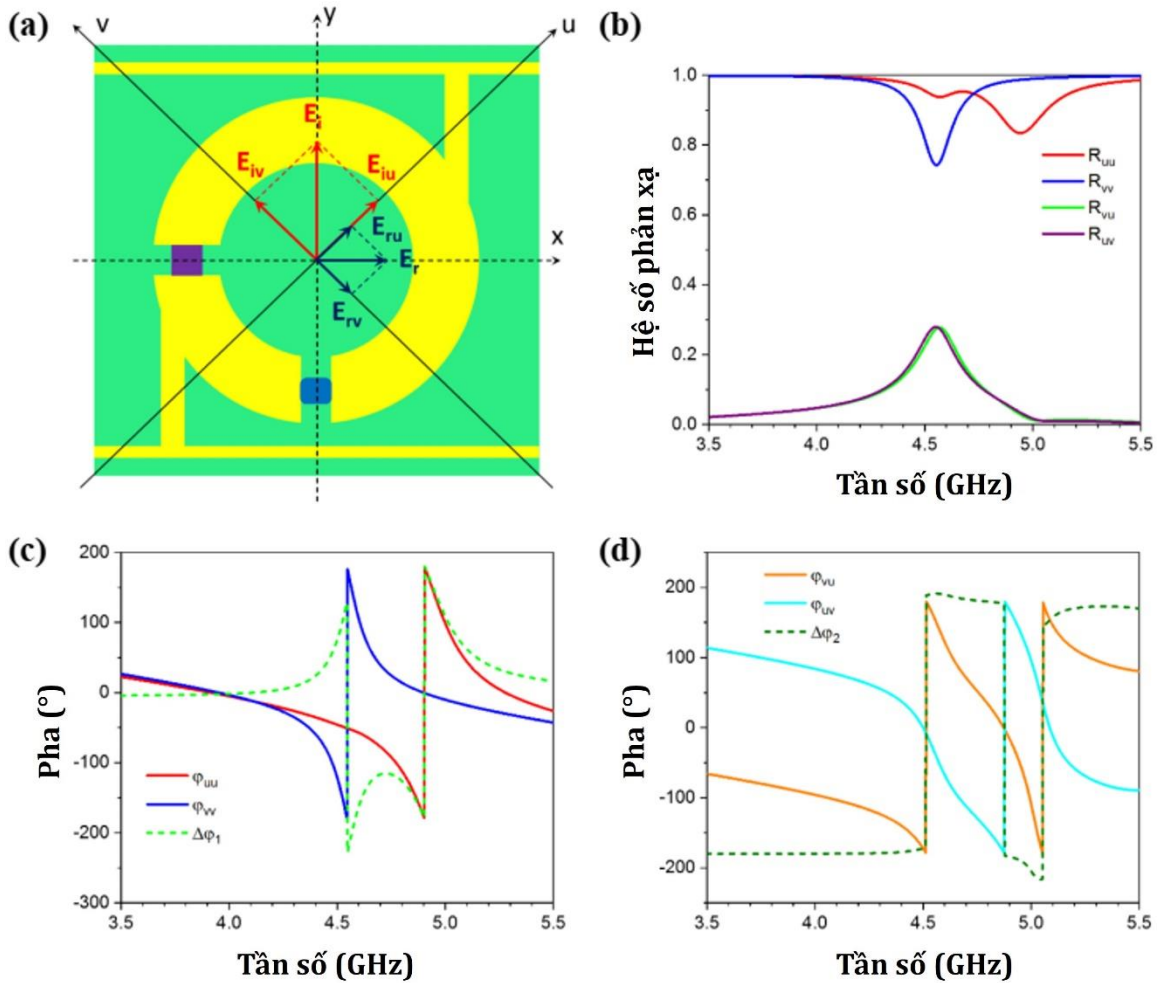 (a)
v
y
u
E_i
E_iv
E_iu
E_ru
x
E_r
E_rv
(b)
1.0
0.8
0.6
0.4
0.2
0.0
Hệ số phản xạ
R_uu
R_vv
R_vu
R_uv
3.5 4.0 4.5 5.0 5.5
Tần số (GHz)
(c)
200
100
0
-100
-200
-300
Pha (°)
φ_uu
φ_vv
Δφ_1
3.5 4.0 4.5 5.0 5.5
Tần số (GHz)
(d)
200
100
0
-100
-200
Pha (°)
φ_vu
φ_uv
Δφ_2
3.5 4.0 4.5 5.0 5.5
Tần số (GHz)